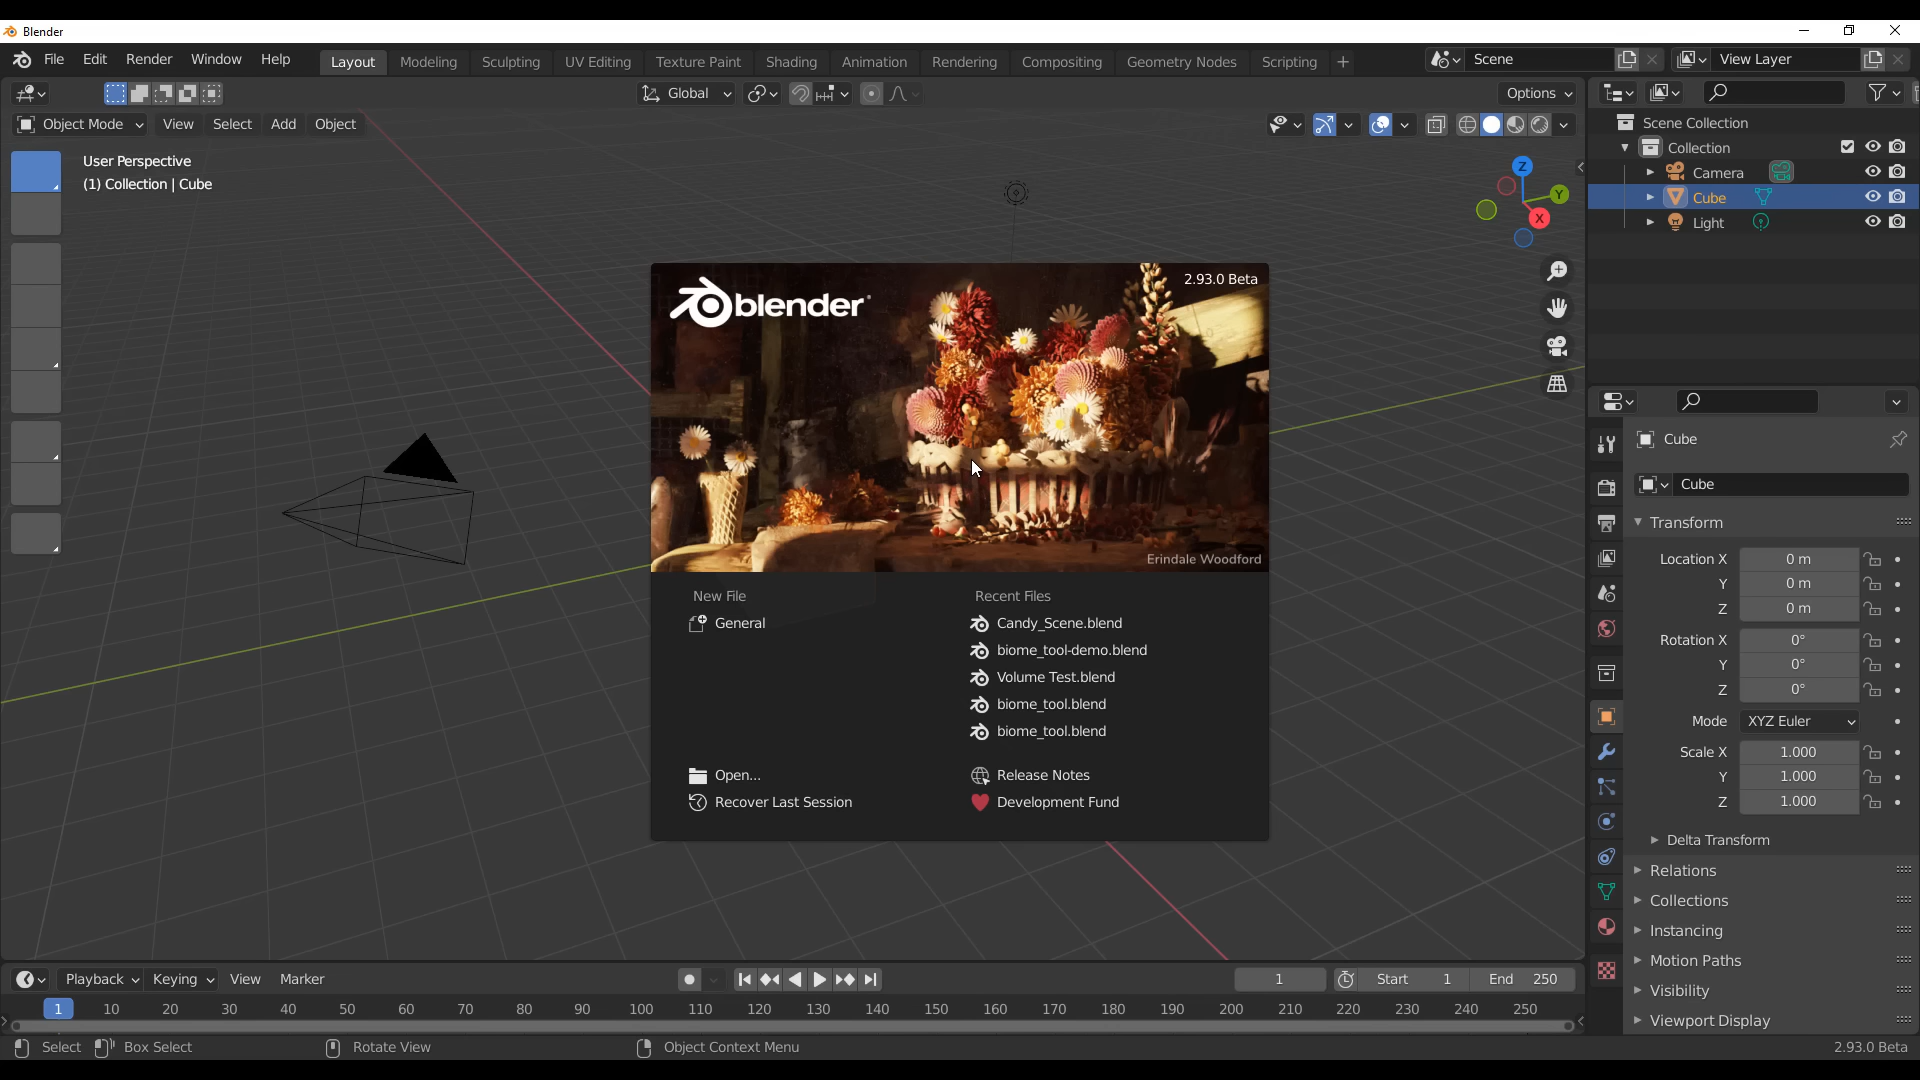 Blender
File Edit Render Window Help Layout Modeling Sculpting UV Editing Texture Paint Shading Animation Rendering Compositing Geometry Nodes Scripting + Scene View Layer
Global Options
Object Mode View Select Add Object
User Perspective
(1) Collection | Cube
Z
Y
X
Scene Collection
Collection
Camera
Cube
Light
blender
2.93.0 Beta
Erindale Woodford
New File
General
Open...
Recover Last Session
Recent Files
Candy_Scene.blend
biome_tool-demo.blend
Volume Test.blend
biome_tool.blend
biome_tool.blend
Release Notes
Development Fund
Cube
Cube
Transform
Location X 0 m
Y 0 m
Z 0 m
Rotation X 0°
Y 0°
Z 0°
Mode XYZ Euler
Scale X 1.000
Y 1.000
Z 1.000
Delta Transform
Relations
Collections
Instancing
Motion Paths
Visibility
Viewport Display
Playback Keying View Marker 1 Start 1 End 250
1 10 20 30 40 50 60 70 80 90 100 110 120 130 140 150 160 170 180 190 200 210 220 230 240 250
Select Box Select Rotate View Object Context Menu 2.93.0 Beta